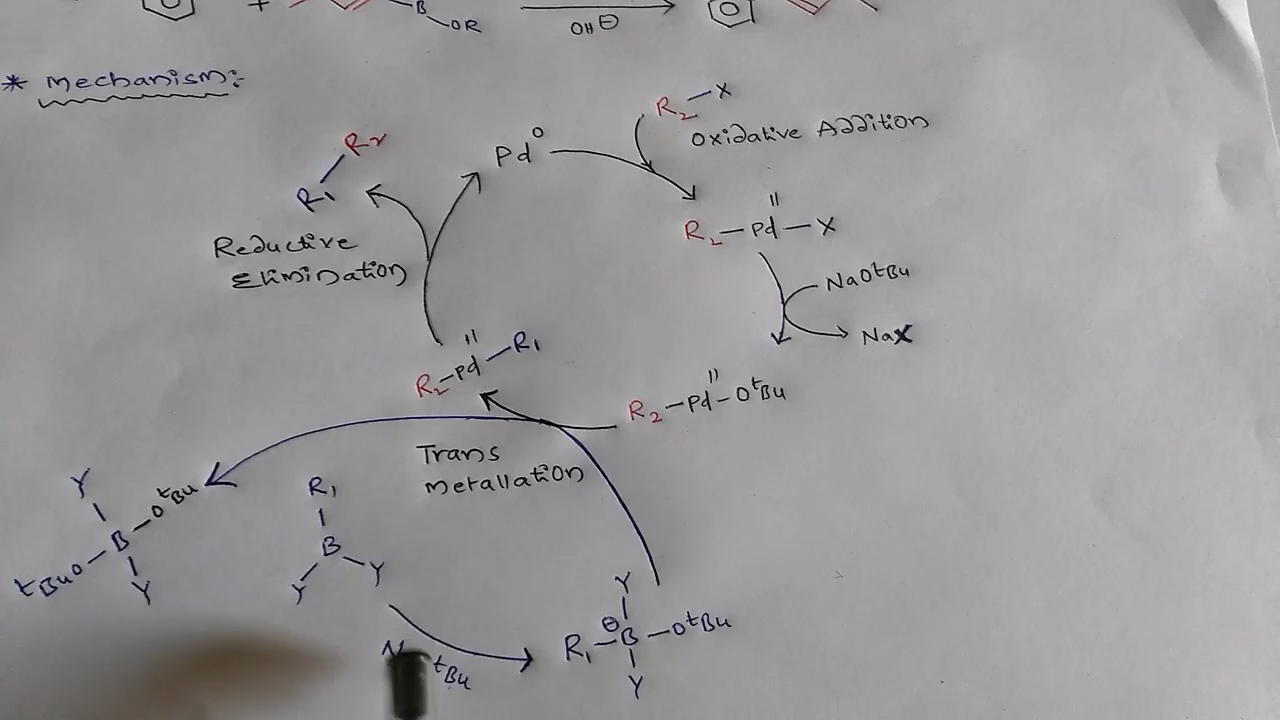 + B
OR
OH⊖
* Mechanism:-
R₂—X
Oxidative Addition
Pd⁰
R₂
R₁
Reductive
Elimination
II
R₂—Pd—X
NaOtBu
NaX
II
R₂—Pd—R₁
II
R₂—Pd—OtBu
Trans
metallation
Y
OtBu
B
tBuO
Y
R₁
B
Y
Y
tBu
Y
⊖
R₁—B—OtBu
Y